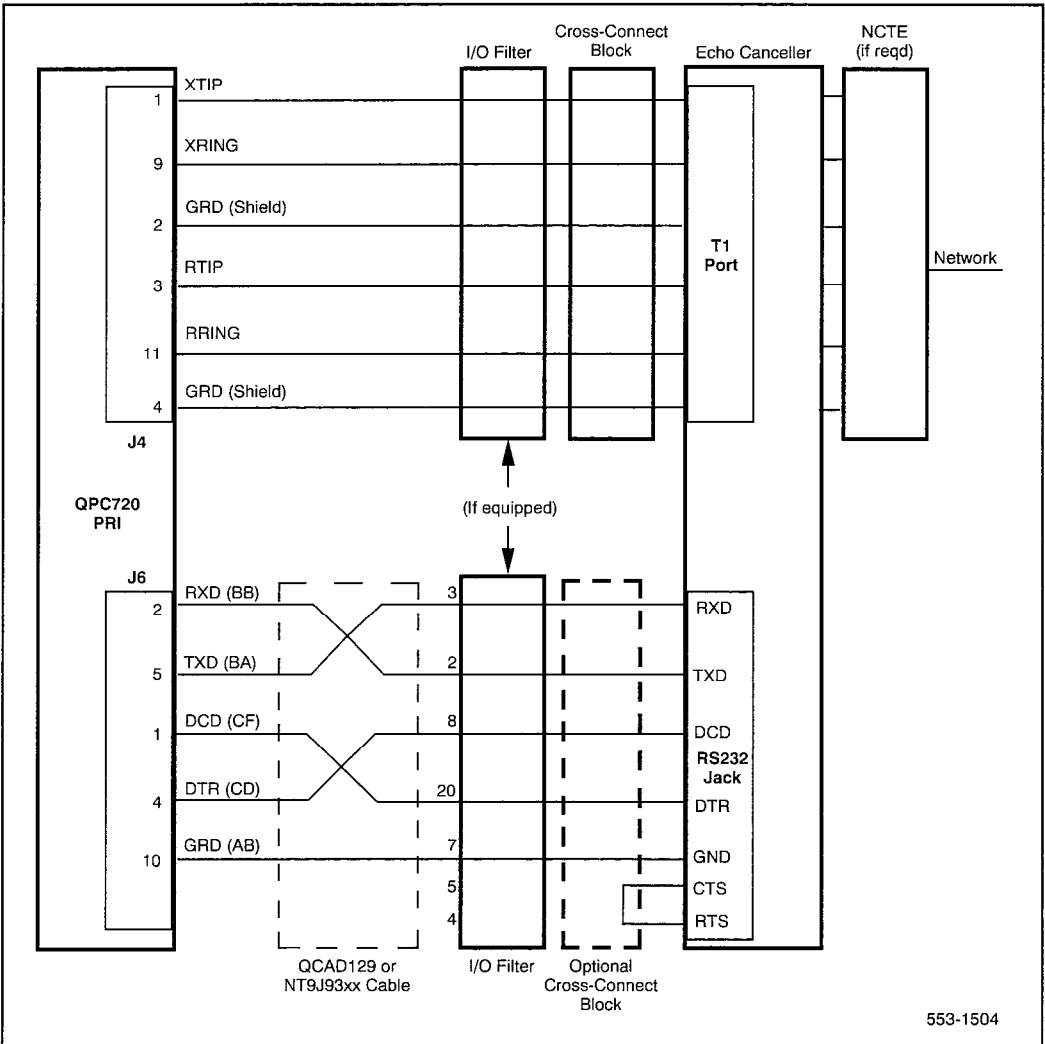 Cross-Connect
Block
NCTE
(if reqd)
I/O Filter
Echo Canceller
XTIP
1
XRING
9
GRD (Shield)
2
RTIP
3
RRING
11
GRD (Shield)
4
J4
T1
Port
Network
QPC720
PRI
(If equipped)
J6
RXD (BB)
2
3
RXD
TXD (BA)
5
2
TXD
DCD (CF)
1
8
DCD
RS232
Jack
DTR (CD)
4
20
DTR
GRD (AB)
10
7
GND
5
CTS
4
RTS
QCAD129 or
NT9J93xx Cable
I/O Filter
Optional
Cross-Connect
Block
553-1504